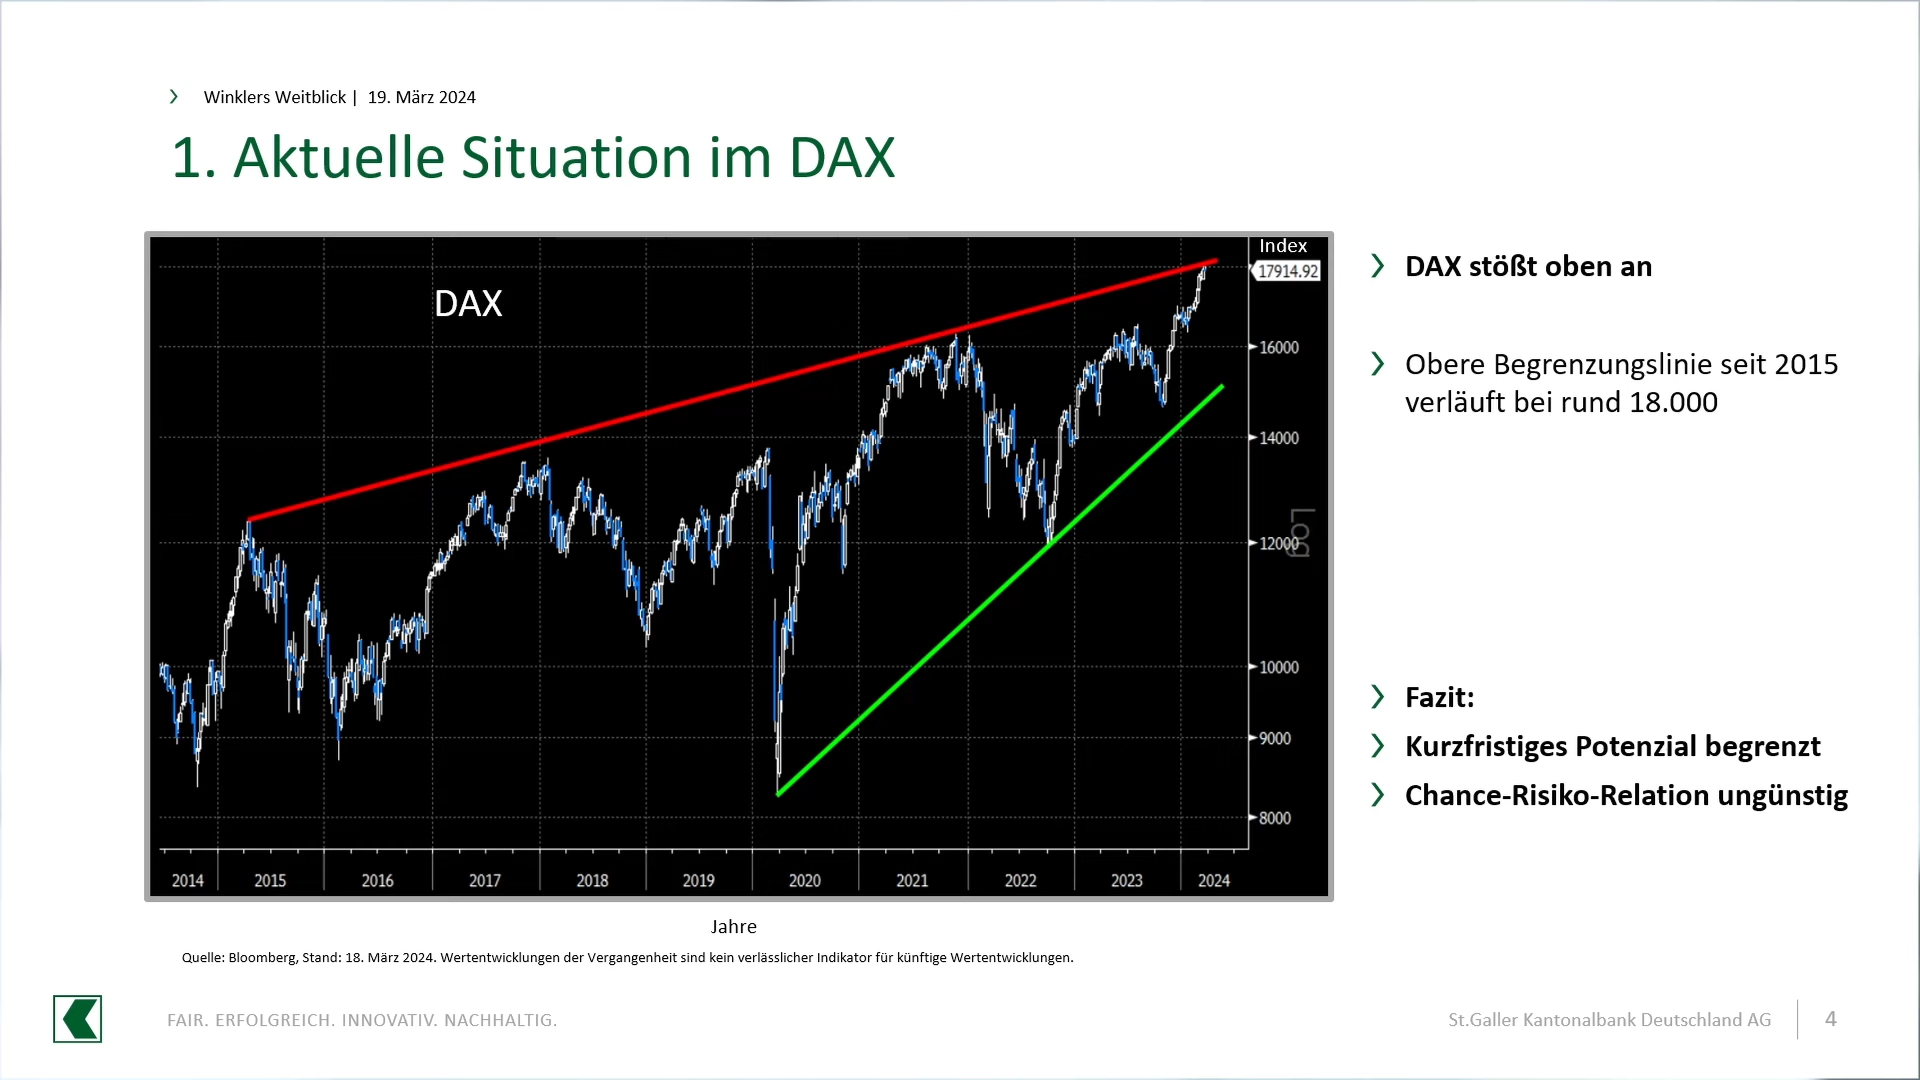 Winklers Weitblick | 19. März 2024
1. Aktuelle Situation im DAX
DAX
Index
17914.92
16000
14000
12000
10000
9000
8000
Log
2014 2015 2016 2017 2018 2019 2020 2021 2022 2023 2024
Jahre
Quelle: Bloomberg, Stand: 18. März 2024. Wertentwicklungen der Vergangenheit sind kein verlässlicher Indikator für künftige Wertentwicklungen.
DAX stößt oben an
Obere Begrenzungslinie seit 2015
verläuft bei rund 18.000
Fazit:
Kurzfristiges Potenzial begrenzt
Chance-Risiko-Relation ungünstig
FAIR. ERFOLGREICH. INNOVATIV. NACHHALTIG.
St.Galler Kantonalbank Deutschland AG
4